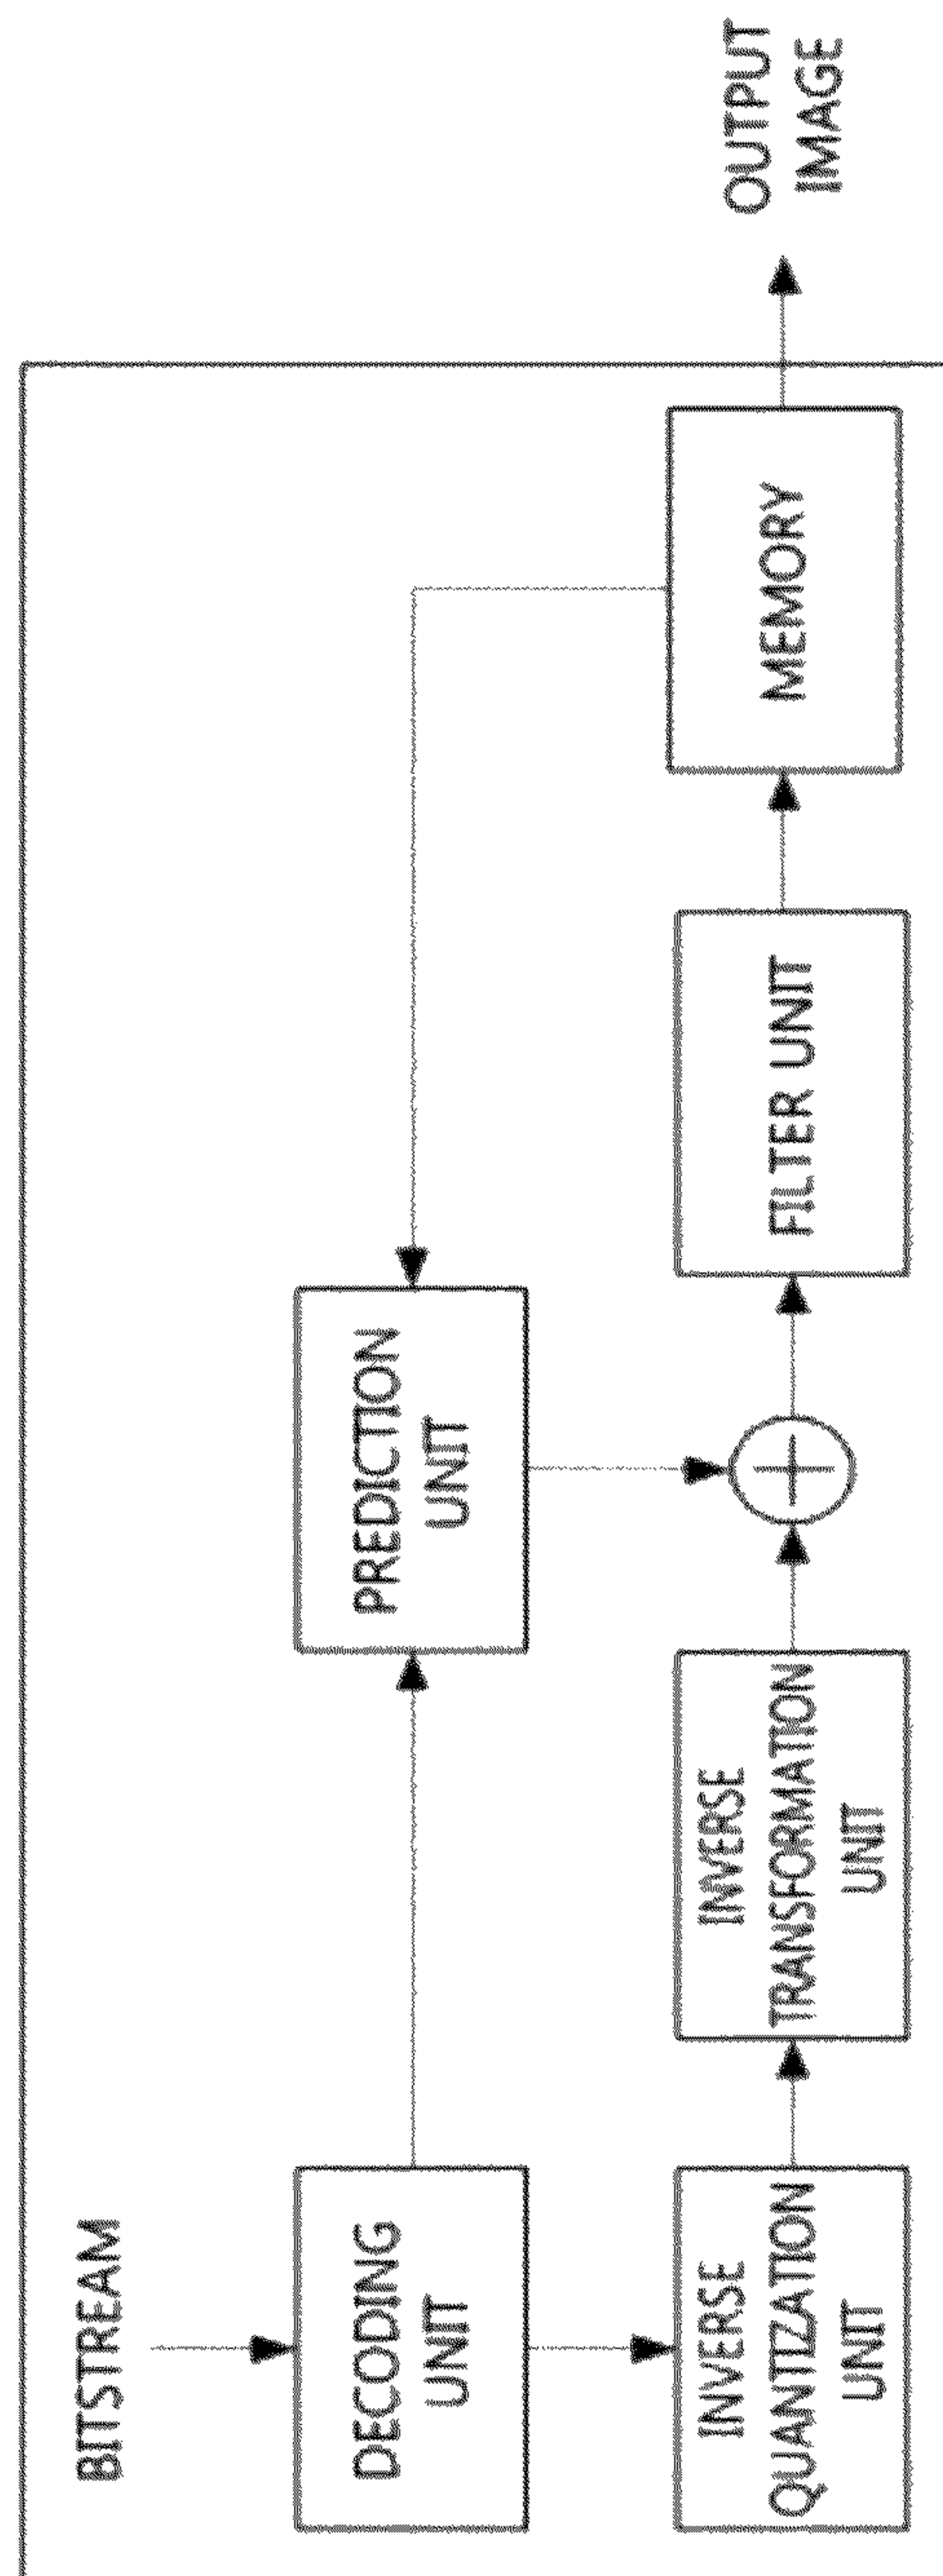 BITSTREAM
DECODING
UNIT
PREDICTION
UNIT
INVERSE
QUANTIZATION
UNIT
INVERSE
TRANSFORMATION
UNIT
FILTER UNIT
MEMORY
OUTPUT
IMAGE